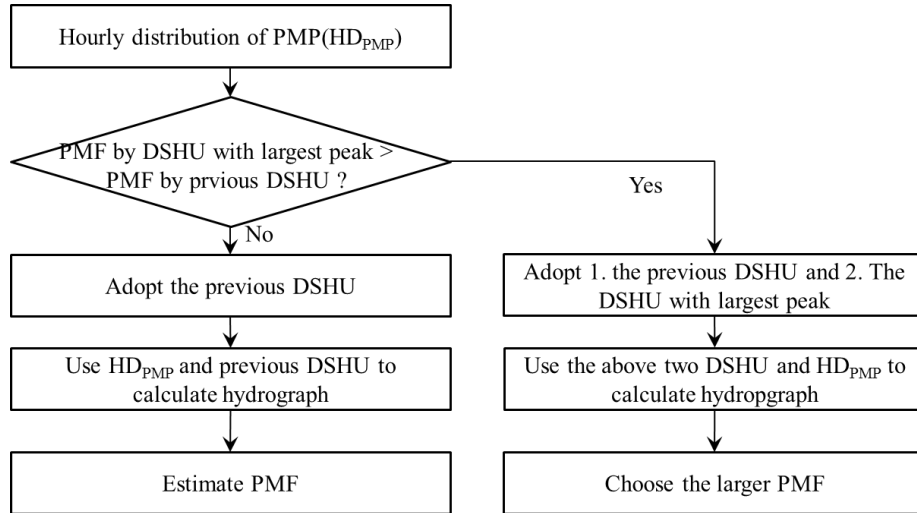 Hourly distribution of PMP(HDPMP)
PMF by DSHU with largest peak >
PMF by prvious DSHU ?
Yes
No
Adopt the previous DSHU
Adopt 1. the previous DSHU and 2. The
DSHU with largest peak
Use HDPMP and previous DSHU to
calculate hydrograph
Use the above two DSHU and HDPMP to
calculate hydropgraph
Estimate PMF
Choose the larger PMF